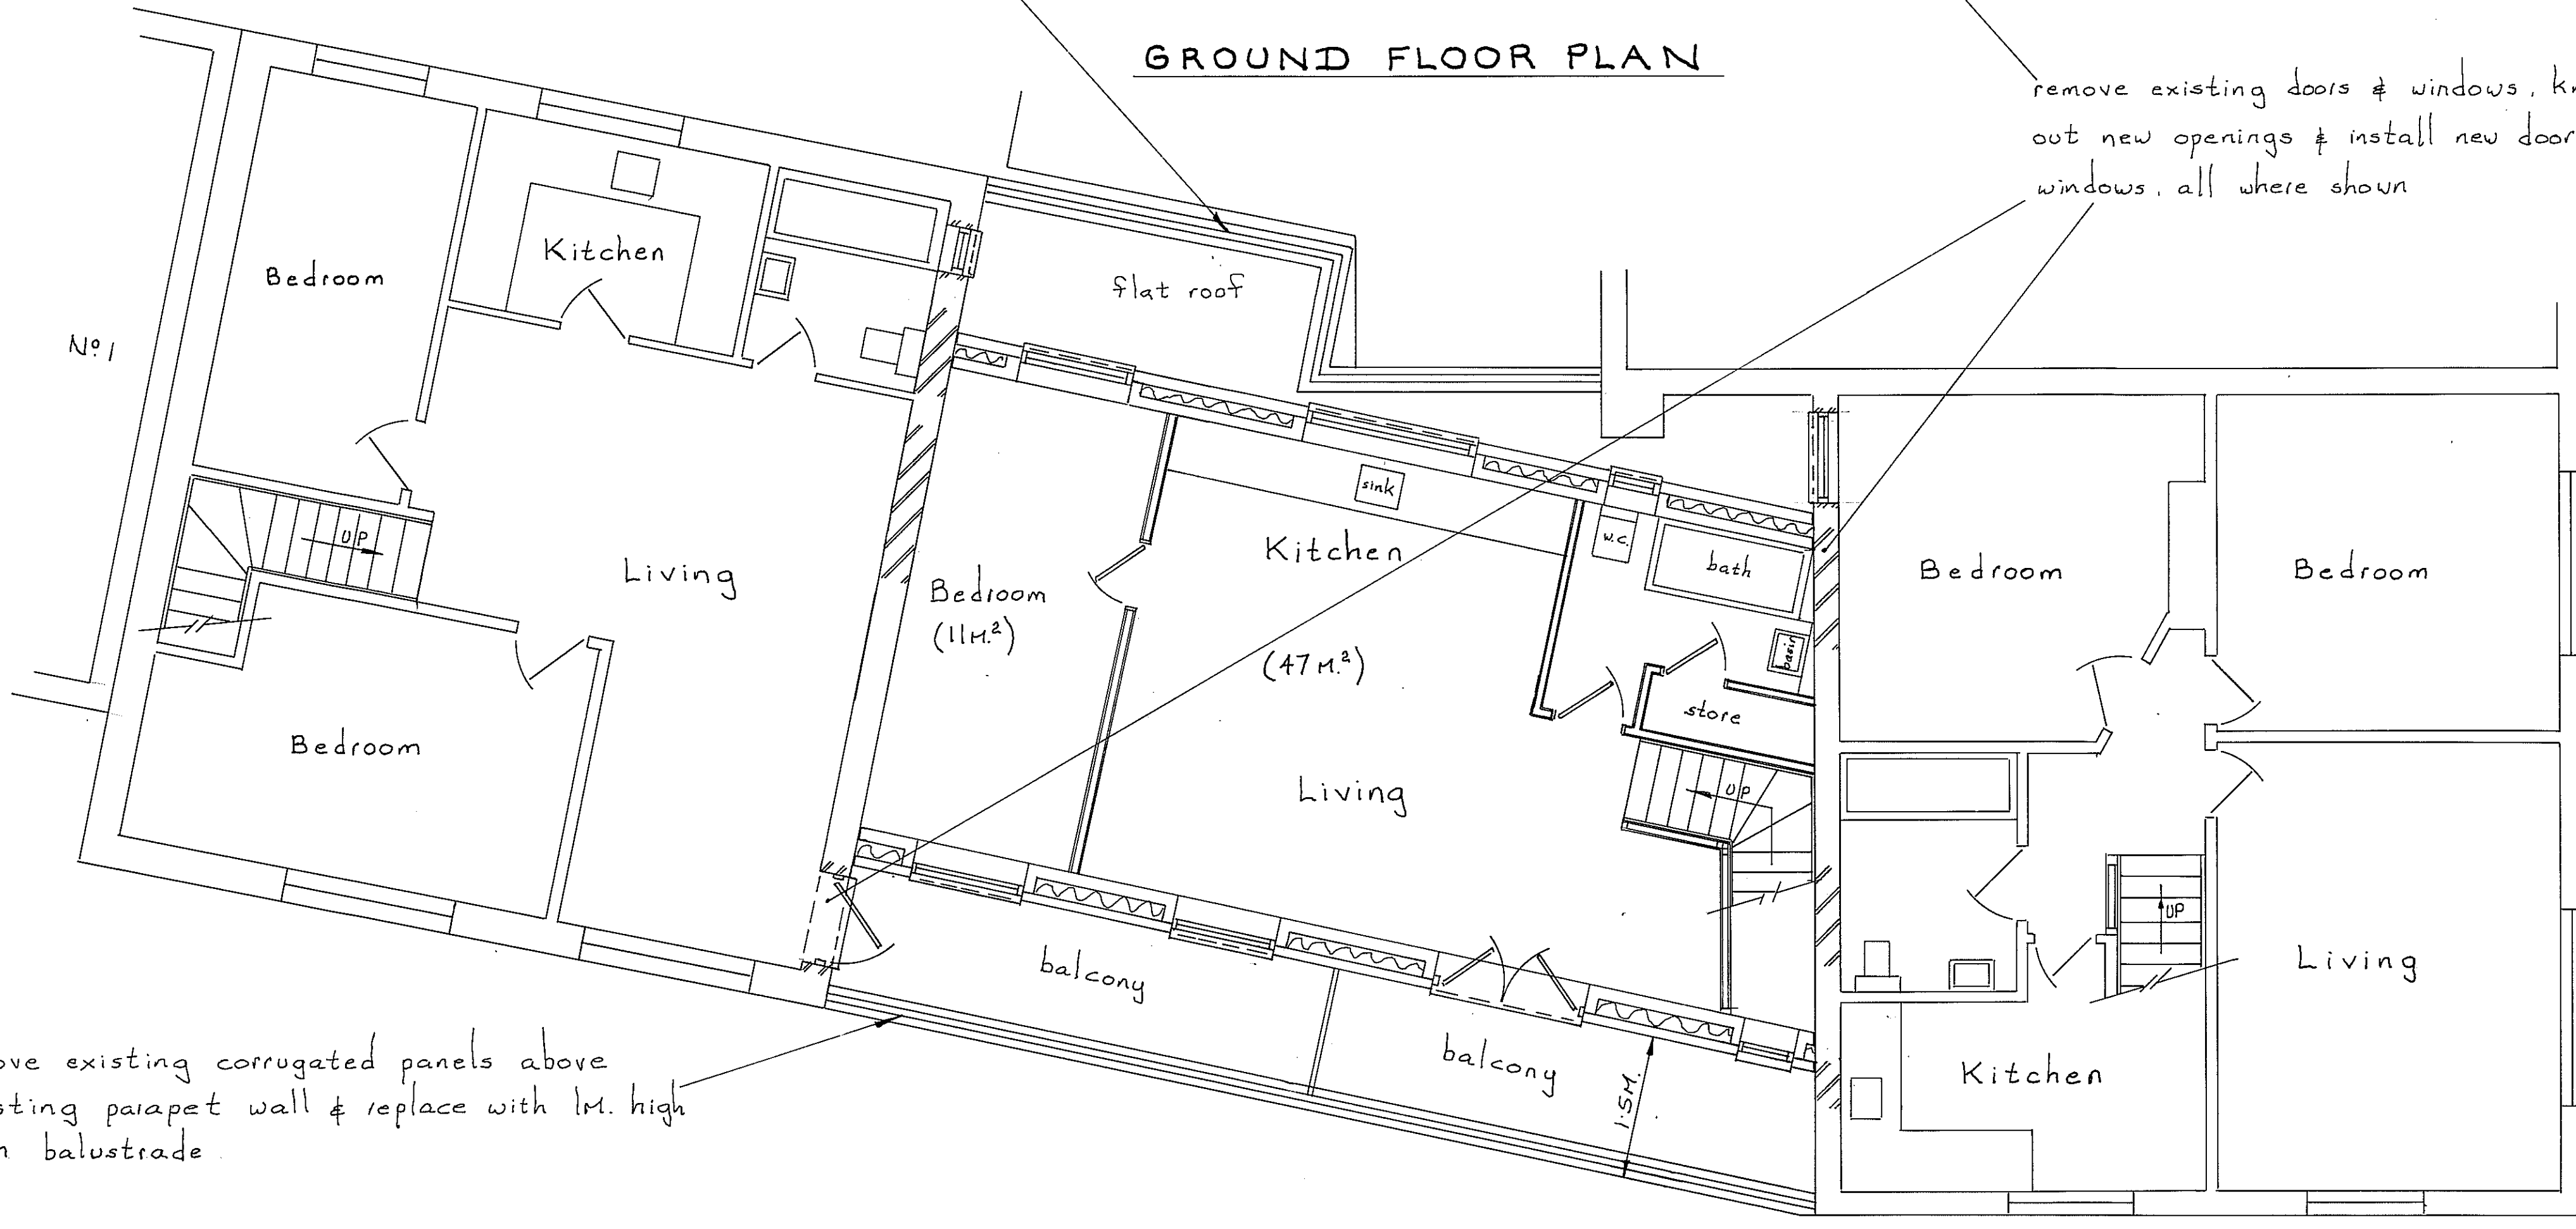 GROUND FLOOR PLAN
remove existing doors & windows, kn
out new openings & install new door
windows, all where shown
Nº 1
Bedroom
Kitchen
flat roof
UP
Living
Bedroom
Bedroom
(11M.²)
sink
Kitchen
(47 M.²)
w.c.
bath
basin
store
Living
UP
balcony
balcony
1·5M.
Bedroom
Bedroom
UP
Living
Kitchen
ove existing corrugated panels above
sting parapet wall & replace with 1M. high
n balustrade